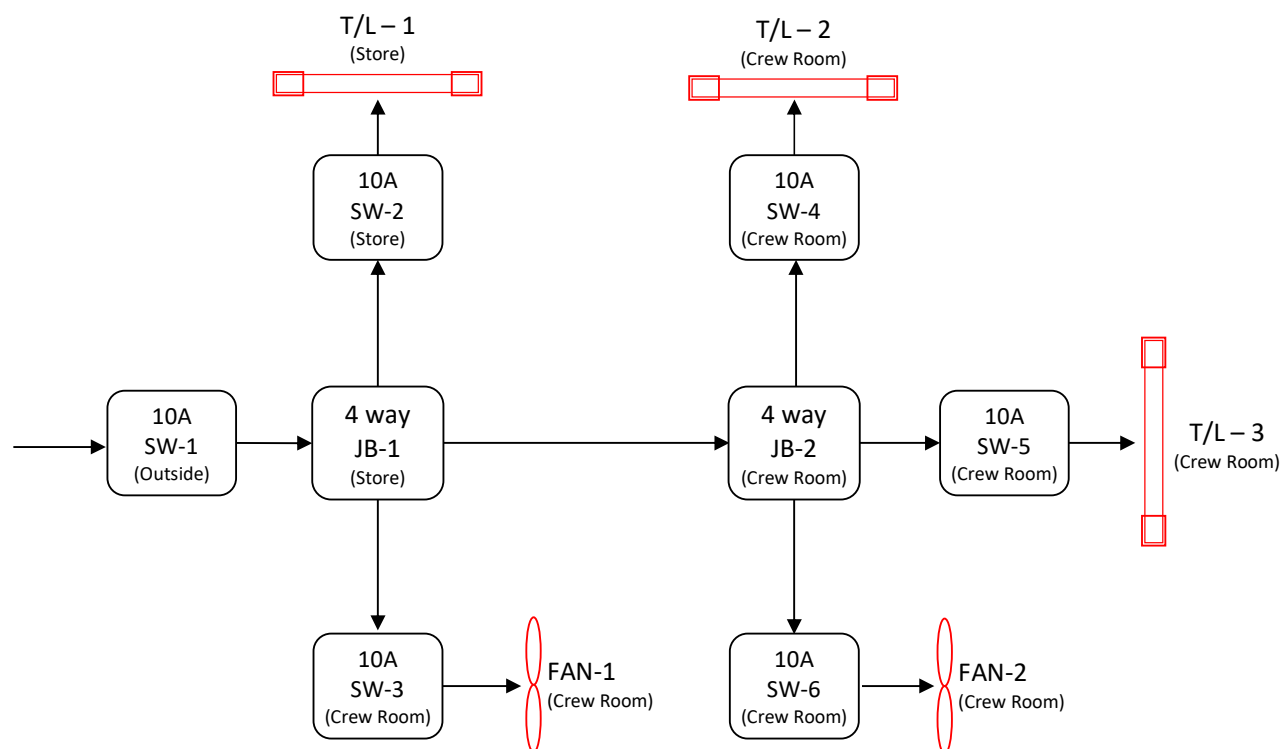 T/L – 1
(Store)
T/L – 2
(Crew Room)
10A
SW-2
(Store)
10A
SW-4
(Crew Room)
10A
SW-1
(Outside)
4 way
JB-1
(Store)
4 way
JB-2
(Crew Room)
10A
SW-5
(Crew Room)
T/L – 3
(Crew Room)
10A
SW-3
(Crew Room)
FAN-1
(Crew Room)
10A
SW-6
(Crew Room)
FAN-2
(Crew Room)